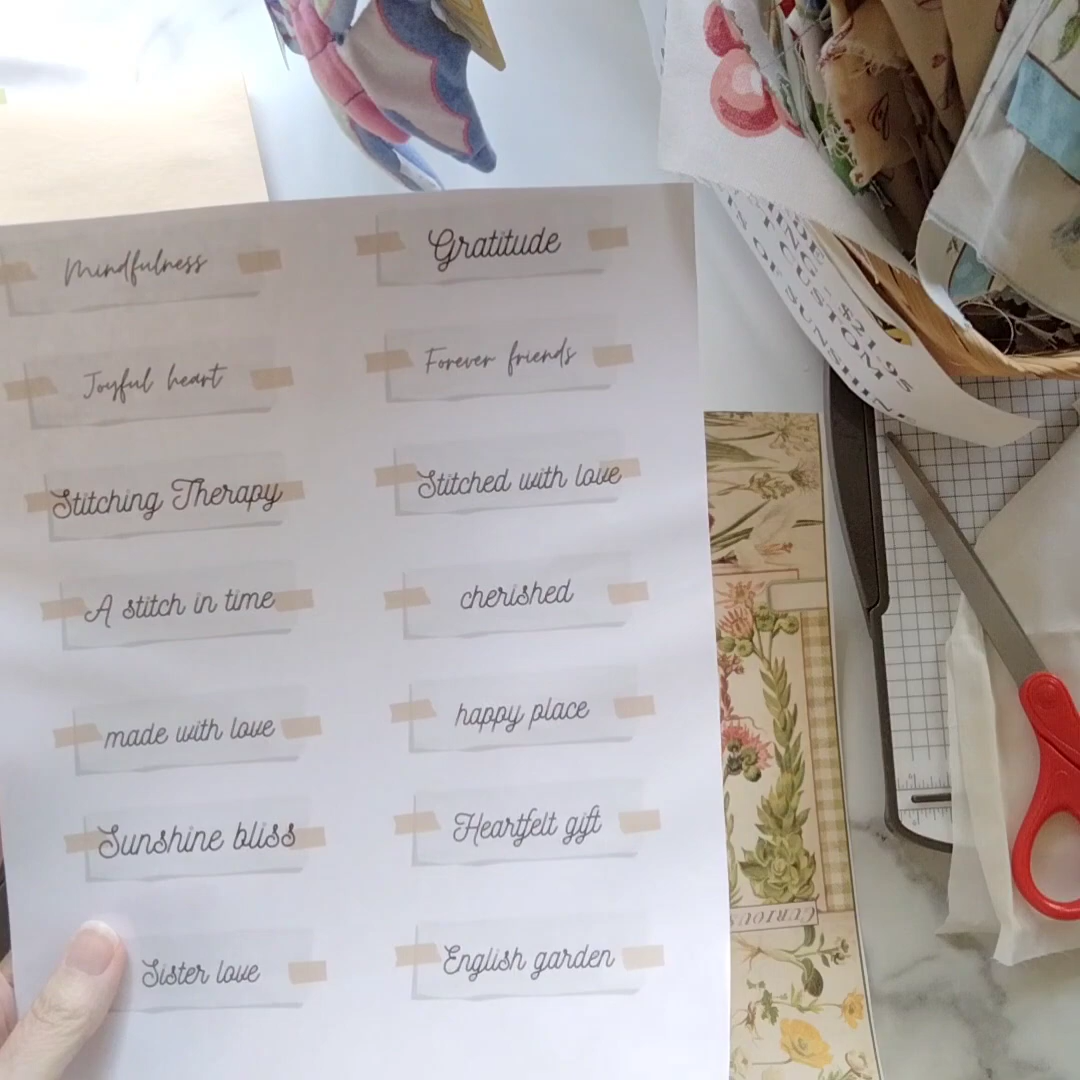 Mindfulness
Gratitude
Joyful heart
Forever friends
Stitching Therapy
Stitched with love
A stitch in time
cherished
made with love
happy place
Sunshine bliss
Heartfelt gift
Sister love
English garden
CURIOUS